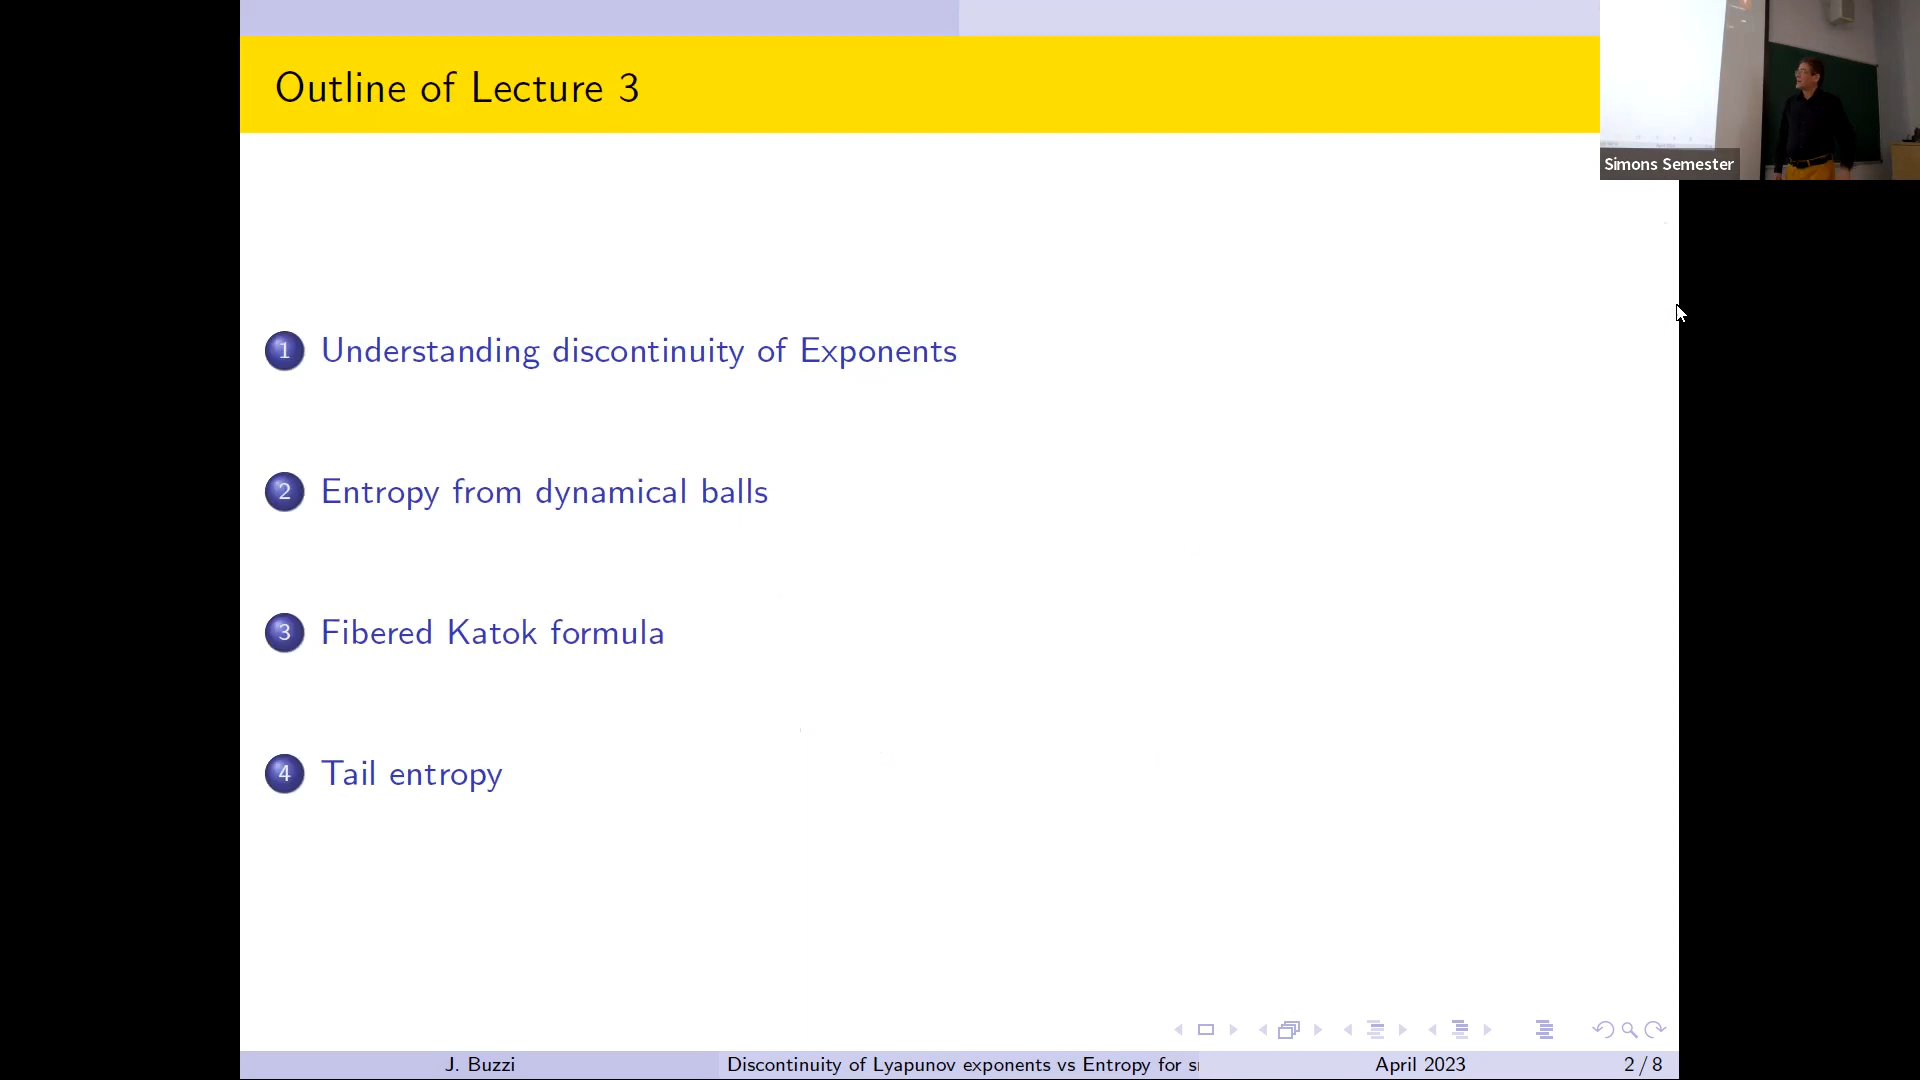 Outline of Lecture 3
Simons Semester
1 Understanding discontinuity of Exponents
2 Entropy from dynamical balls
3 Fibered Katok formula
4 Tail entropy
J. Buzzi
Discontinuity of Lyapunov exponents vs Entropy for s
April 2023
2 / 8